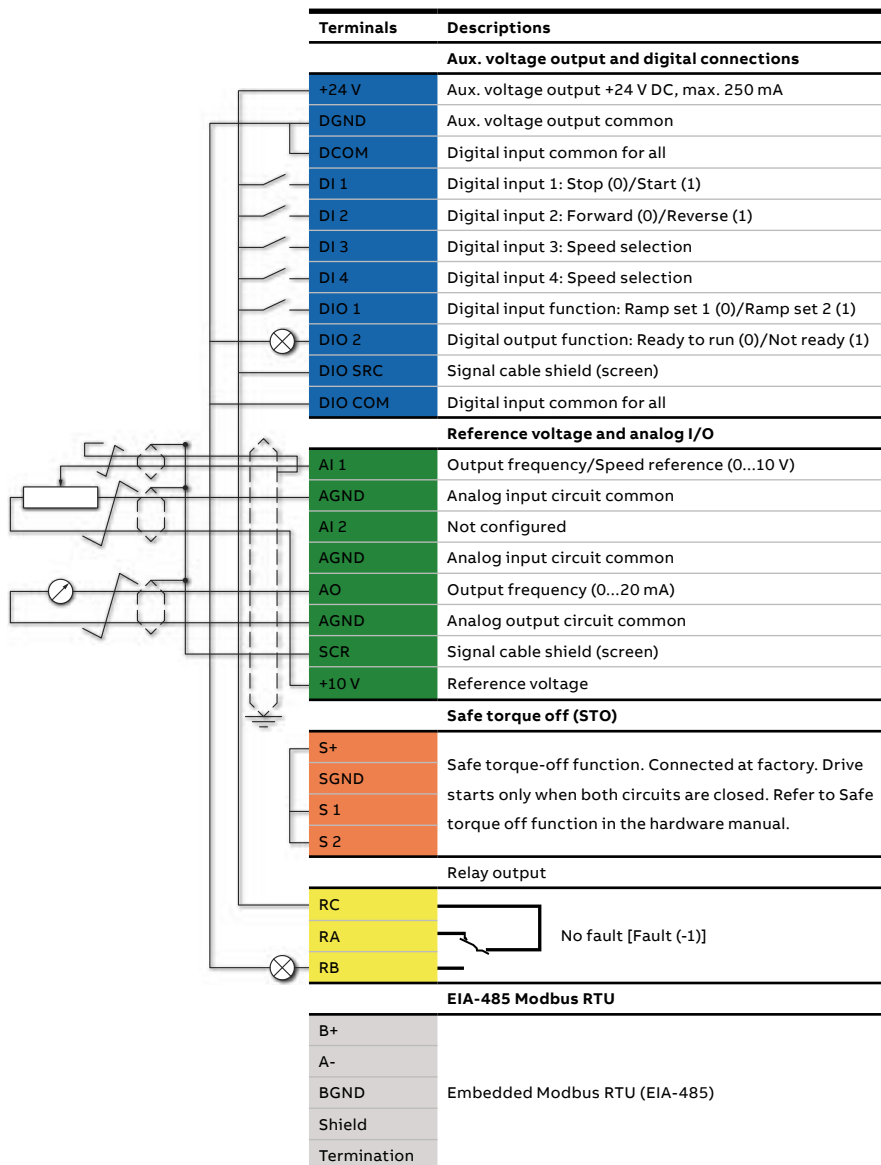 Terminals Descriptions
Aux. voltage output and digital connections
+24 V Aux. voltage output +24 V DC, max. 250 mA
DGND Aux. voltage output common
DCOM Digital input common for all
DI 1 Digital input 1: Stop (0)/Start (1)
DI 2 Digital input 2: Forward (0)/Reverse (1)
DI 3 Digital input 3: Speed selection
DI 4 Digital input 4: Speed selection
DIO 1 Digital input function: Ramp set 1 (0)/Ramp set 2 (1)
DIO 2 Digital output function: Ready to run (0)/Not ready (1)
DIO SRC Signal cable shield (screen)
DIO COM Digital input common for all
Reference voltage and analog I/O
AI 1 Output frequency/Speed reference (0...10 V)
AGND Analog input circuit common
AI 2 Not configured
AGND Analog input circuit common
AO Output frequency (0...20 mA)
AGND Analog output circuit common
SCR Signal cable shield (screen)
+10 V Reference voltage
Safe torque off (STO)
S+
SGND
S 1
S 2
Safe torque-off function. Connected at factory. Drive
starts only when both circuits are closed. Refer to Safe
torque off function in the hardware manual.
Relay output
RC
RA No fault [Fault (-1)]
RB
EIA-485 Modbus RTU
B+
A-
BGND Embedded Modbus RTU (EIA-485)
Shield
Termination